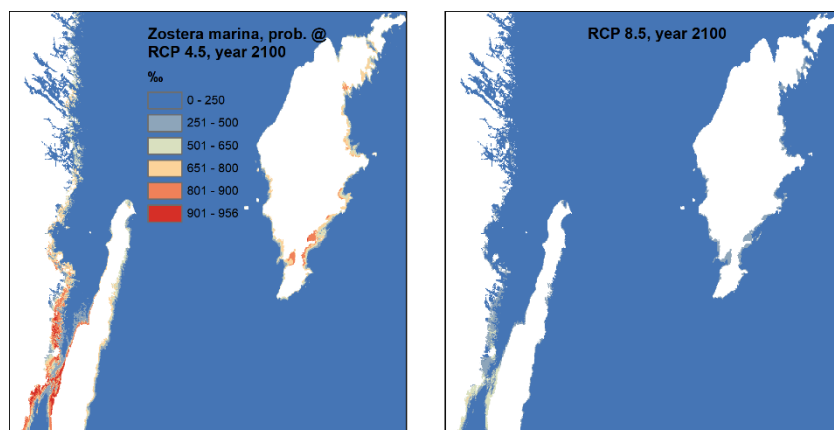 Zostera marina, prob. @
RCP 4.5, year 2100
‰
0 - 250
251 - 500
501 - 650
651 - 800
801 - 900
901 - 956
RCP 8.5, year 2100